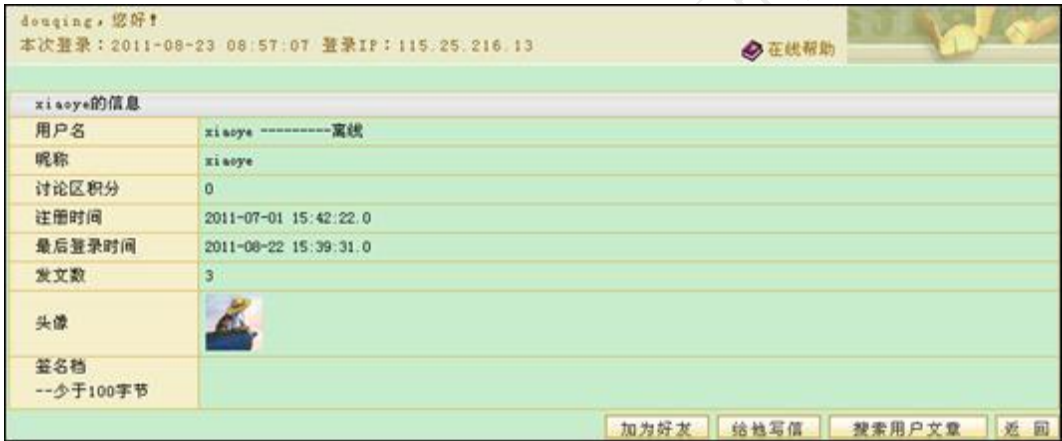 douqing，您好！
本次登录：2011-08-23 08:57:07 登录IP：115.25.216.13
在线帮助
xiaoye的信息
用户名 xiaoye ---------离线
昵称 xiaoye
讨论区积分 0
注册时间 2011-07-01 15:42:22.0
最后登录时间 2011-08-22 15:39:31.0
发文数 3
头像
签名档
--少于100字节
加为好友 给他写信 搜索用户文章 返 回